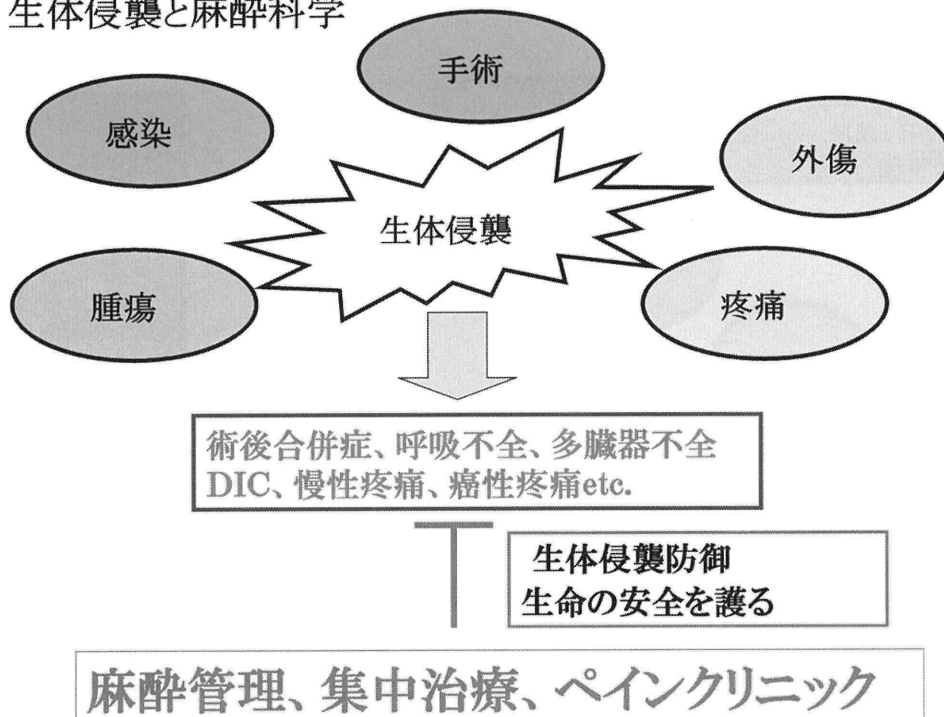 生体侵襲と麻酔科学
手術
感染
外傷
生体侵襲
腫瘍
疼痛
術後合併症、呼吸不全、多臓器不全
DIC、慢性疼痛、癌性疼痛etc.
生体侵襲防御
生命の安全を護る
麻酔管理、集中治療、ペインクリニック